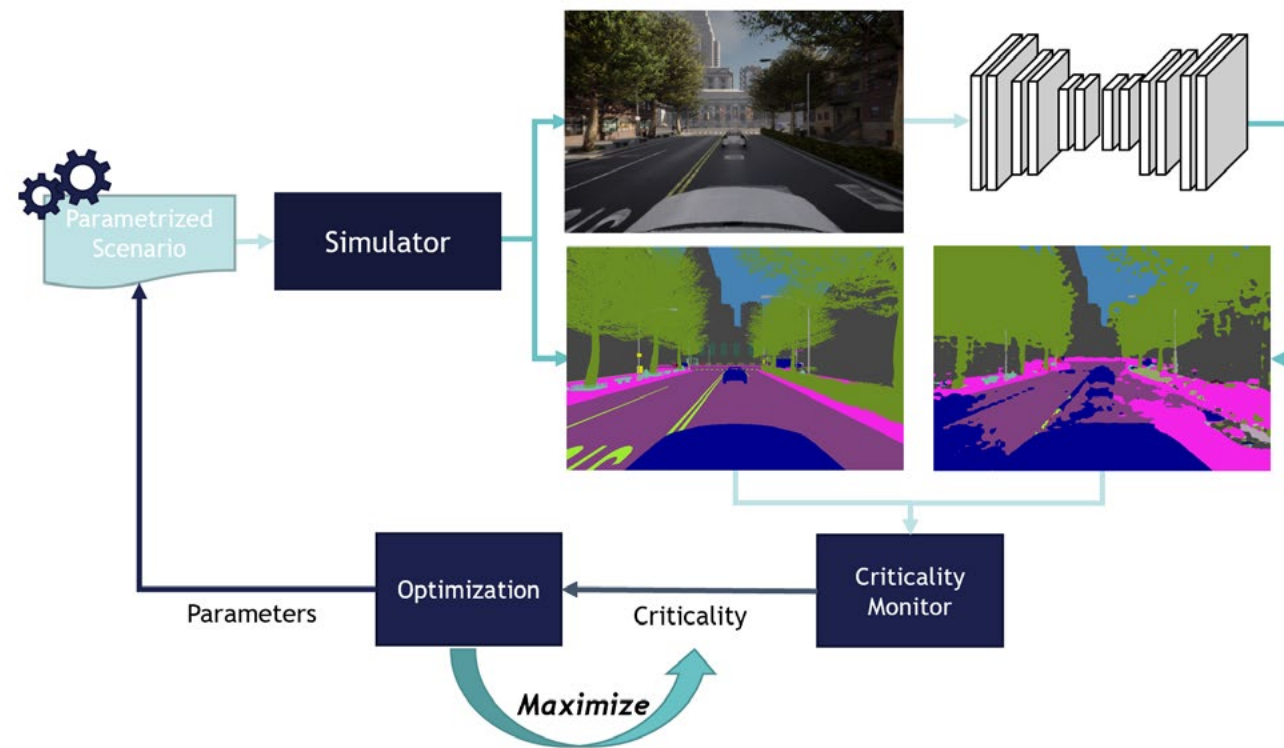 Parametrized
Scenario
Simulator
Optimization
Criticality
Monitor
Parameters
Criticality
Maximize